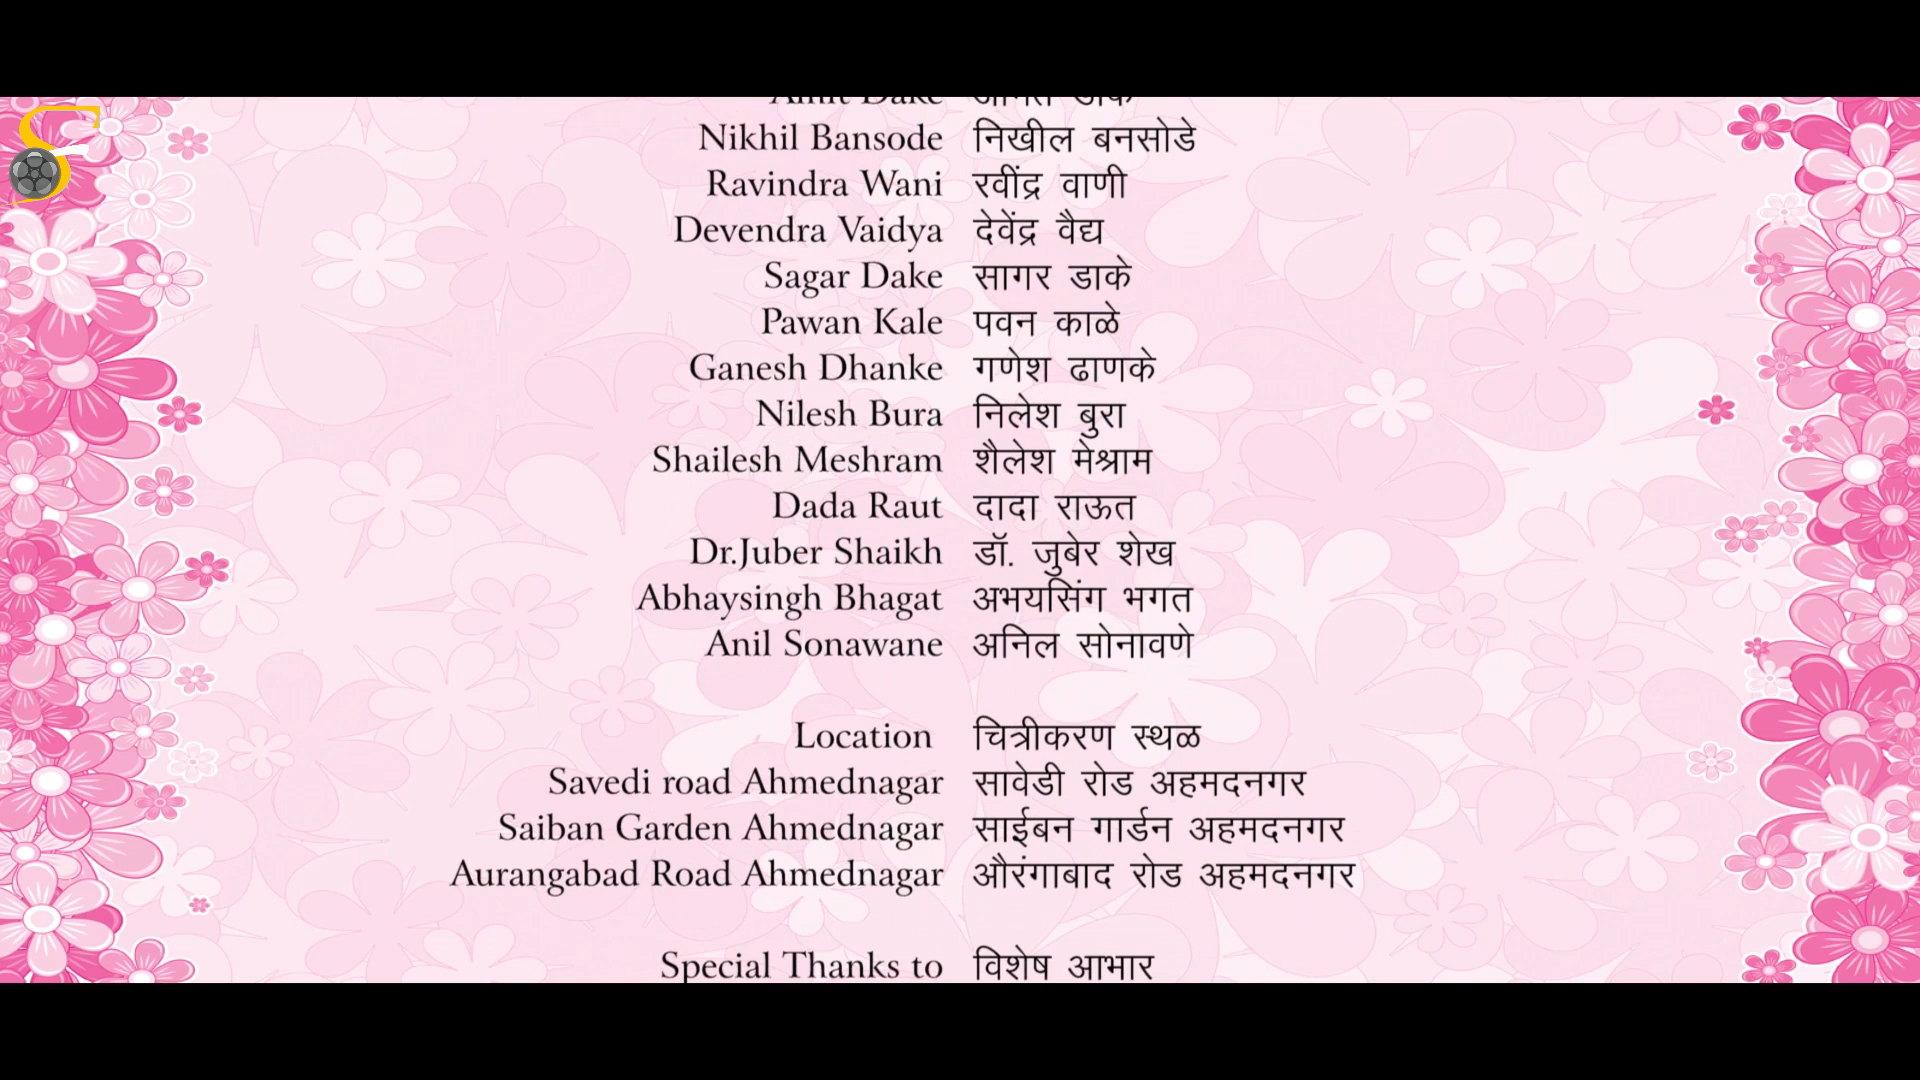 Amit Dake अमित डाके
Nikhil Bansode निखील बनसोडे
Ravindra Wani रवींद्र वाणी
Devendra Vaidya देवेंद्र वैद्य
Sagar Dake सागर डाके
Pawan Kale पवन काळे
Ganesh Dhanke गणेश ढाणके
Nilesh Bura निलेश बुरा
Shailesh Meshram शैलेश मेश्राम
Dada Raut दादा राऊत
Dr.Juber Shaikh डॉ. जुबेर शेख
Abhaysingh Bhagat अभयसिंग भगत
Anil Sonawane अनिल सोनावणे
Location चित्रीकरण स्थळ
Savedi road Ahmednagar सावेडी रोड अहमदनगर
Saiban Garden Ahmednagar साईबन गार्डन अहमदनगर
Aurangabad Road Ahmednagar औरंगाबाद रोड अहमदनगर
Special Thanks to विशेष आभार